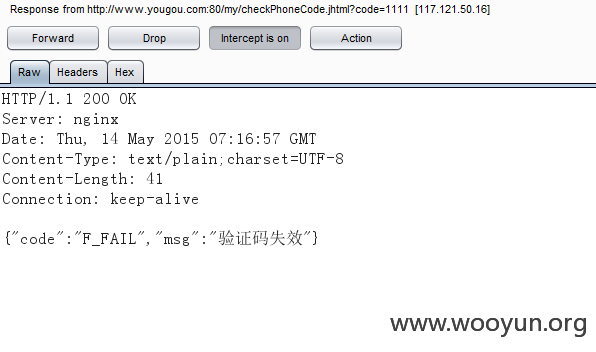 Response from http://www.yougou.com:80/my/checkPhoneCode.jhtml?code=1111 [117.121.50.16]
Forward Drop Intercept is on Action
Raw Headers Hex
HTTP/1.1 200 OK
Server: nginx
Date: Thu, 14 May 2015 07:16:57 GMT
Content-Type: text/plain;charset=UTF-8
Content-Length: 41
Connection: keep-alive
{"code":"F_FAIL","msg":"验证码失效"}
www.wooyun.org